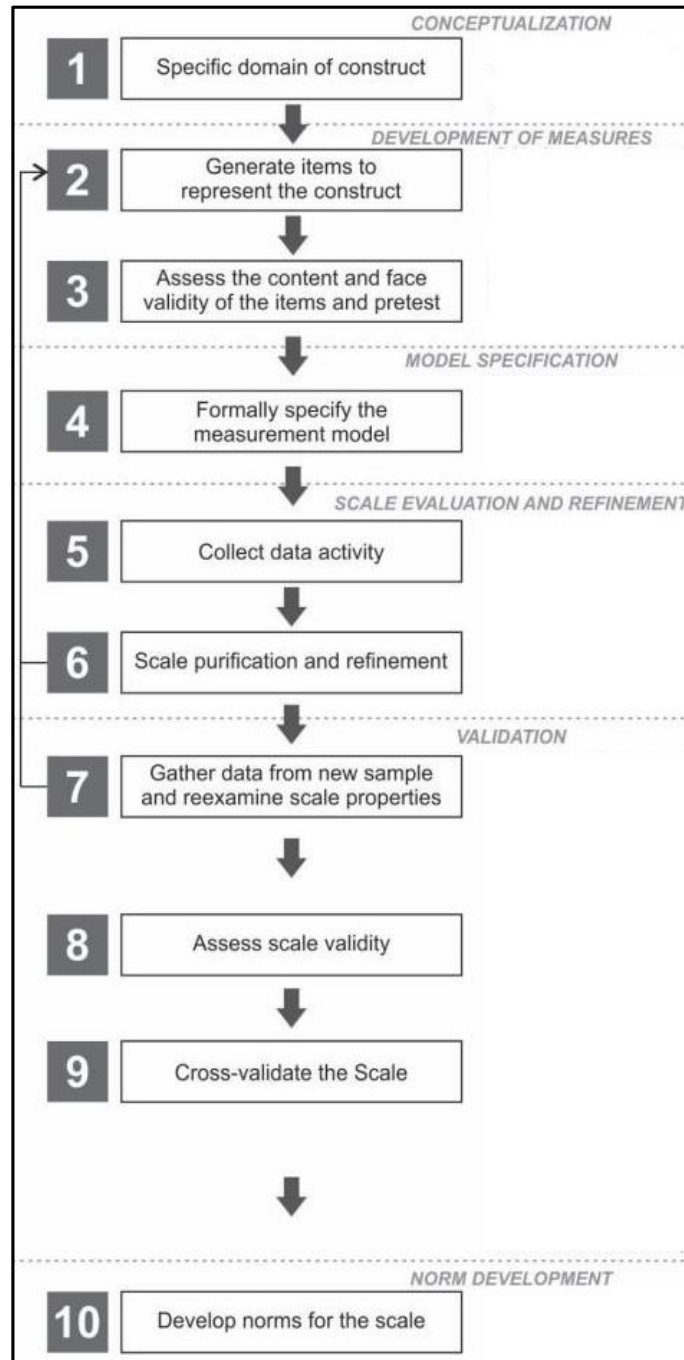 CONCEPTUALIZATION
1
Specific domain of construct
DEVELOPMENT OF MEASURES
2
Generate items to
represent the construct
3
Assess the content and face
validity of the items and pretest
MODEL SPECIFICATION
4
Formally specify the
measurement model
SCALE EVALUATION AND REFINEMENT
5
Collect data activity
6
Scale purification and refinement
VALIDATION
7
Gather data from new sample
and reexamine scale properties
8
Assess scale validity
9
Cross-validate the Scale
NORM DEVELOPMENT
10
Develop norms for the scale